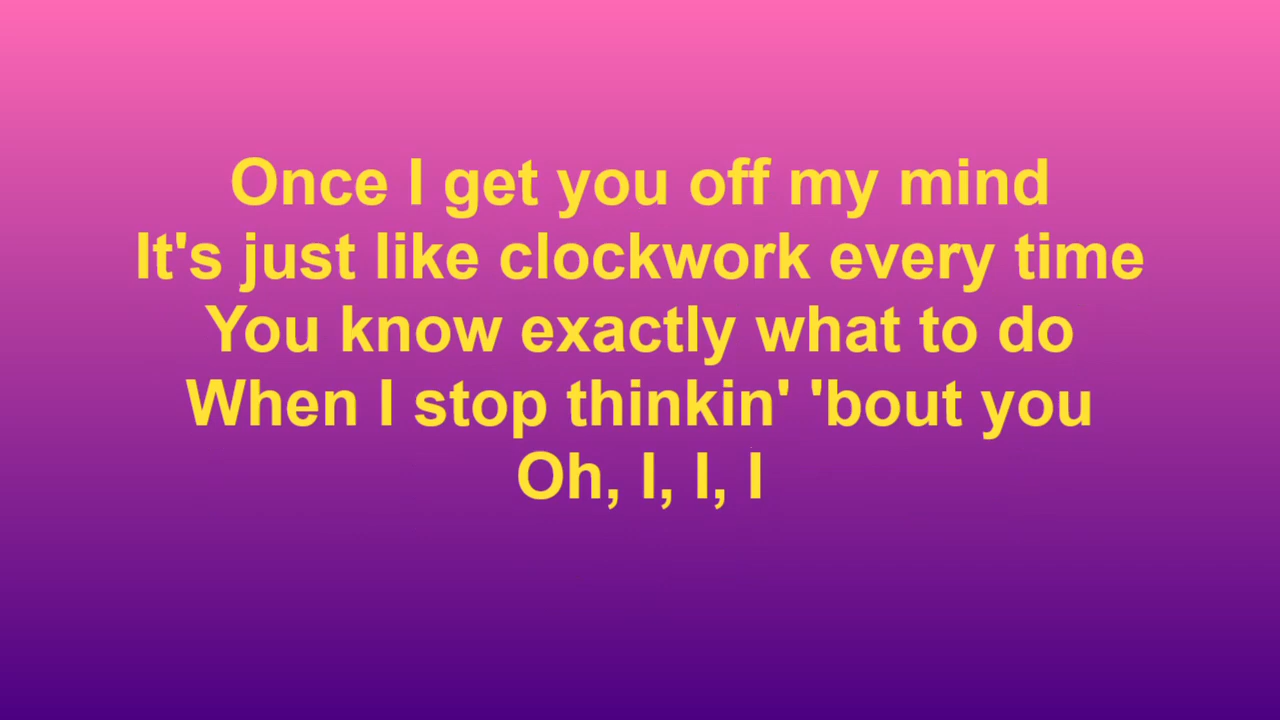 Once I get you off my mind
It's just like clockwork every time
You know exactly what to do
When I stop thinkin' 'bout you
Oh, I, I, I